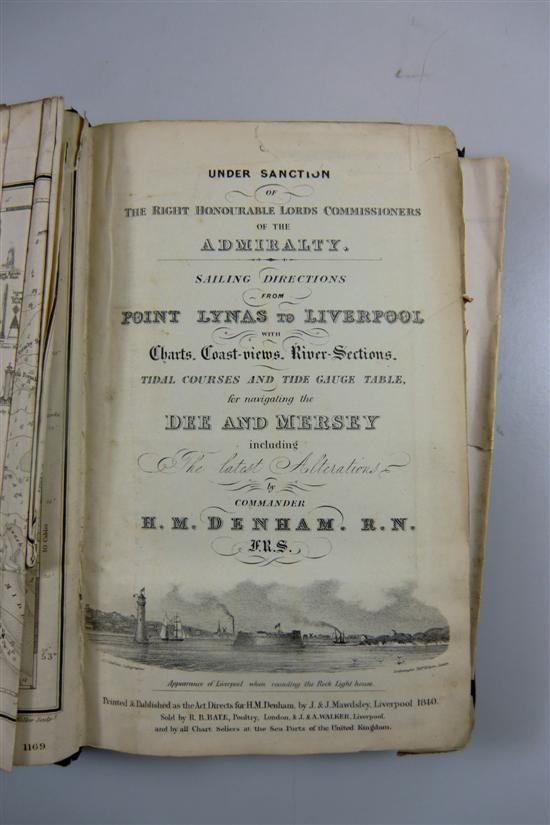 UNDER SANCTION
OF
THE RIGHT HONOURABLE LORDS COMMISSIONERS
OF THE
ADMIRALTY.
SAILING DIRECTIONS
FROM
POINT LYNAS TO LIVERPOOL
WITH
Charts, Coast-views, River-Sections,
TIDAL COURSES AND TIDE GAUGE TABLE,
for navigating the
DEE AND MERSEY
including
The latest Alterations
by
COMMANDER
H. M. DENHAM. R.N.
F.R.S.
Appearance of Liverpool when rounding the Rock Light house.
Printed & Published as the Act Directs for H.M. Denham, by J. & J. Mawdsley, Liverpool 1840.
Sold by R. B. BATE, Poultry, London, & J. & A. WALKER, Liverpool,
and by all Chart Sellers at the Sea Ports of the United Kingdom.
10 Cables
53°
1169